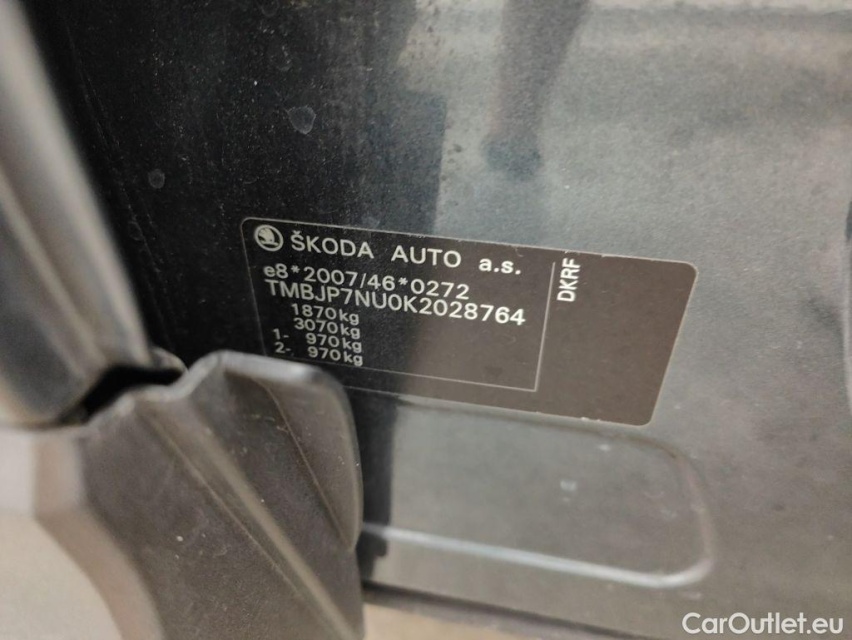 ŠKODA AUTO a.s.
e8*2007/46*0272
TMBJP7NU0K2028764
1870kg
3070kg
1- 970kg
2- 970kg
DKRF
CarOutlet.eu